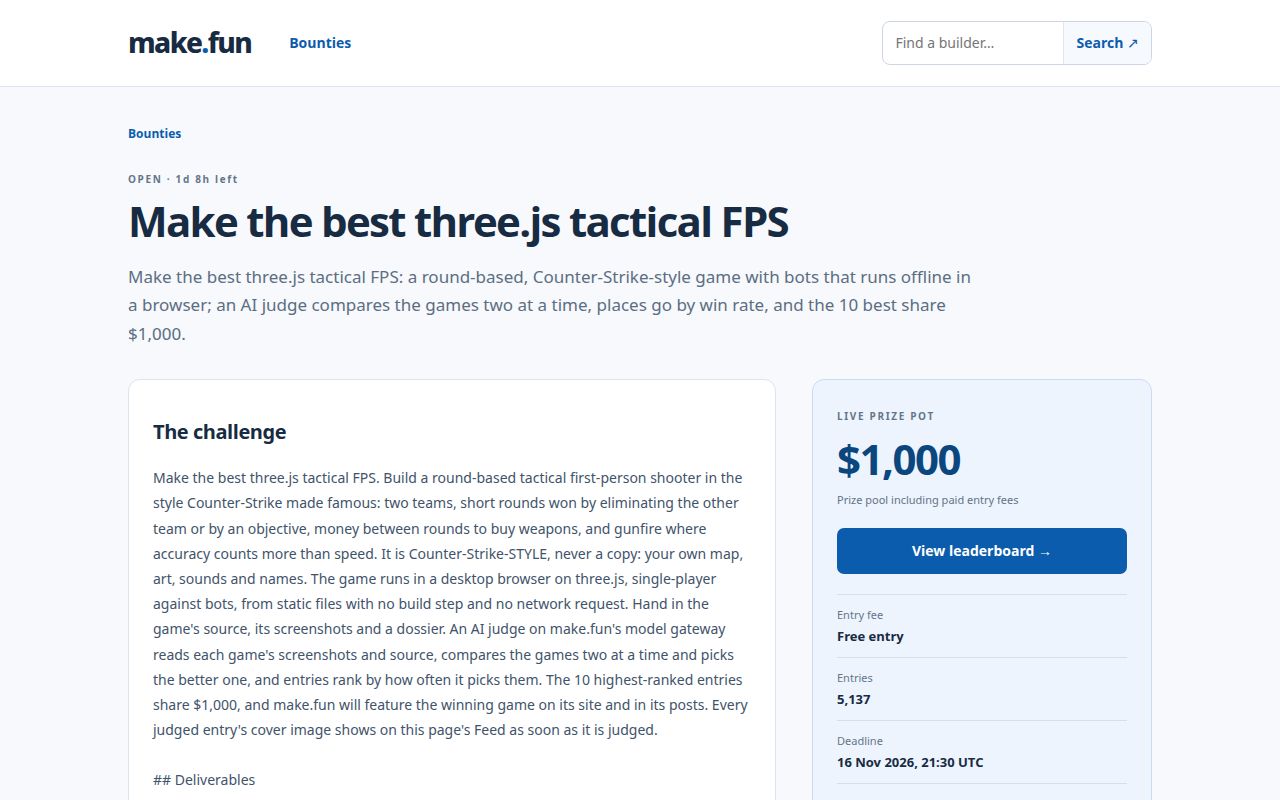 make.fun
Bounties
Find a builder...
Search ↗
Bounties
OPEN · 1d 8h left
Make the best three.js tactical FPS
Make the best three.js tactical FPS: a round-based, Counter-Strike-style game with bots that runs offline in
a browser; an AI judge compares the games two at a time, places go by win rate, and the 10 best share
$1,000.
The challenge
Make the best three.js tactical FPS. Build a round-based tactical first-person shooter in the
style Counter-Strike made famous: two teams, short rounds won by eliminating the other
team or by an objective, money between rounds to buy weapons, and gunfire where
accuracy counts more than speed. It is Counter-Strike-STYLE, never a copy: your own map,
art, sounds and names. The game runs in a desktop browser on three.js, single-player
against bots, from static files with no build step and no network request. Hand in the
game's source, its screenshots and a dossier. An AI judge on make.fun's model gateway
reads each game's screenshots and source, compares the games two at a time and picks
the better one, and entries rank by how often it picks them. The 10 highest-ranked entries
share $1,000, and make.fun will feature the winning game on its site and in its posts. Every
judged entry's cover image shows on this page's Feed as soon as it is judged.
## Deliverables
LIVE PRIZE POT
$1,000
Prize pool including paid entry fees
View leaderboard →
Entry fee
Free entry
Entries
5,137
Deadline
16 Nov 2026, 21:30 UTC